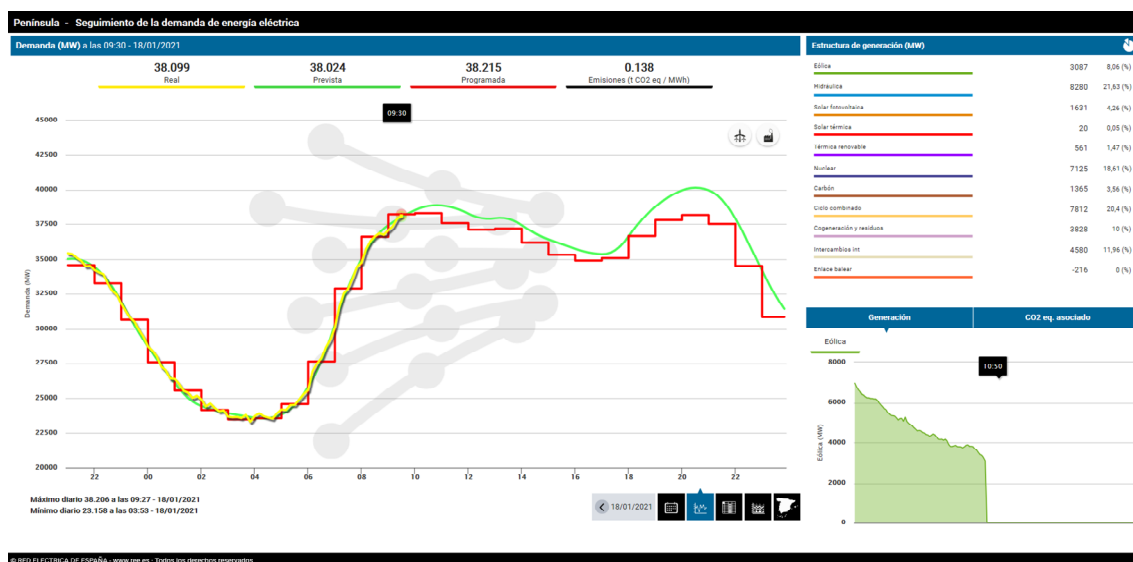 Península - Seguimiento de la demanda de energía eléctrica
Demanda (MW) a las 09:30 - 18/01/2021
38.099 38.024 38.215 0.138
Real Prevista Programada Emisiones (t CO2 eq / MWh)
09:30
45000
42500
40000
37500
35000
32500
30000
27500
25000
22500
20000
Demanda (MW)
22 00 02 04 06 08 10 12 14 16 18 20 22
Máximo diario 38.206 a las 09:27 - 18/01/2021
Mínimo diario 23.158 a las 03:53 - 18/01/2021
18/01/2021
Estructura de generación (MW)
Eólica 3087 8,06 (%)
Hidráulica 8280 21,63 (%)
Solar fotovoltaica 1631 4,26 (%)
Solar térmica 20 0,05 (%)
Térmica renovable 561 1,47 (%)
Nuclear 7125 18,61 (%)
Carbón 1365 3,56 (%)
Ciclo combinado 7812 20,4 (%)
Cogeneración y residuos 3828 10 (%)
Intercambios int 4580 11,96 (%)
Enlace balear -216 0 (%)
Generación CO2 eq. asociado
Eólica
10:50
8000
6000
4000
2000
0
Eólica (MW)
© RED ELECTRICA DE ESPAÑA - www.ree.es - Todos los derechos reservados